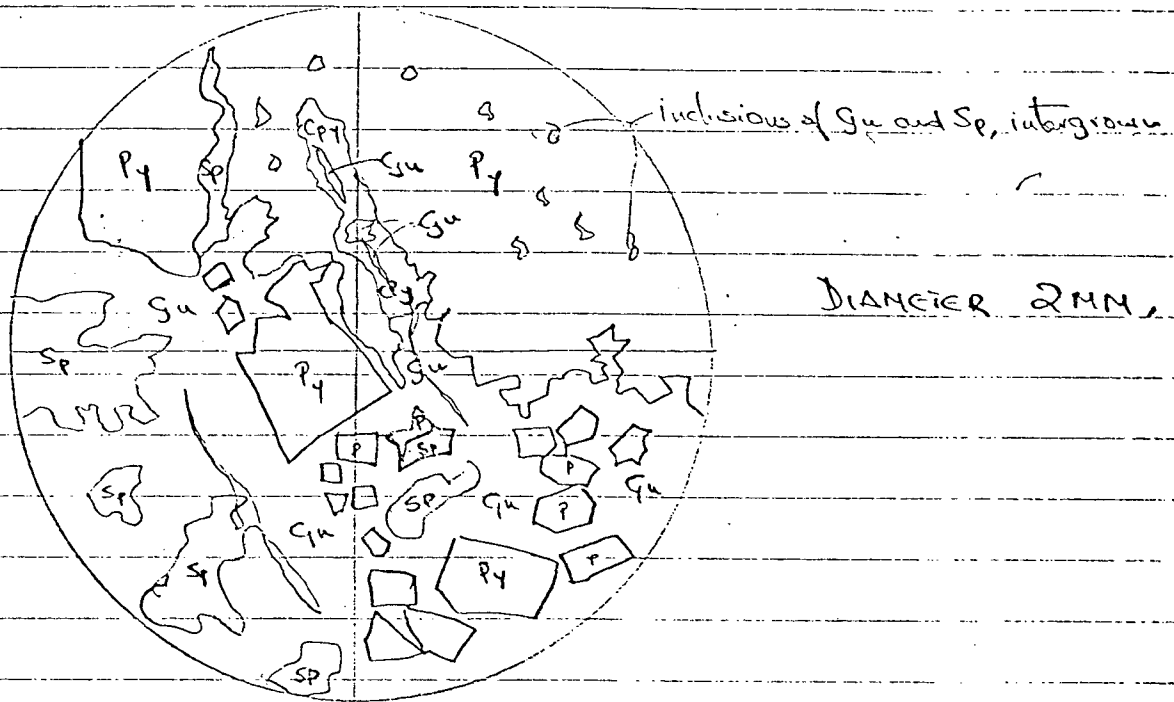 Cpy
inclusions of Gu and Sp, intergrown
Py
Sp
Gu
Py
Gu
Gu
Cpy
DIAMETER 2MM.
Sp
Py
Gu
P
P
Sp
P
Sp
Gu
P
Gu
Sp
Gu
Sp
Py
P
Sp